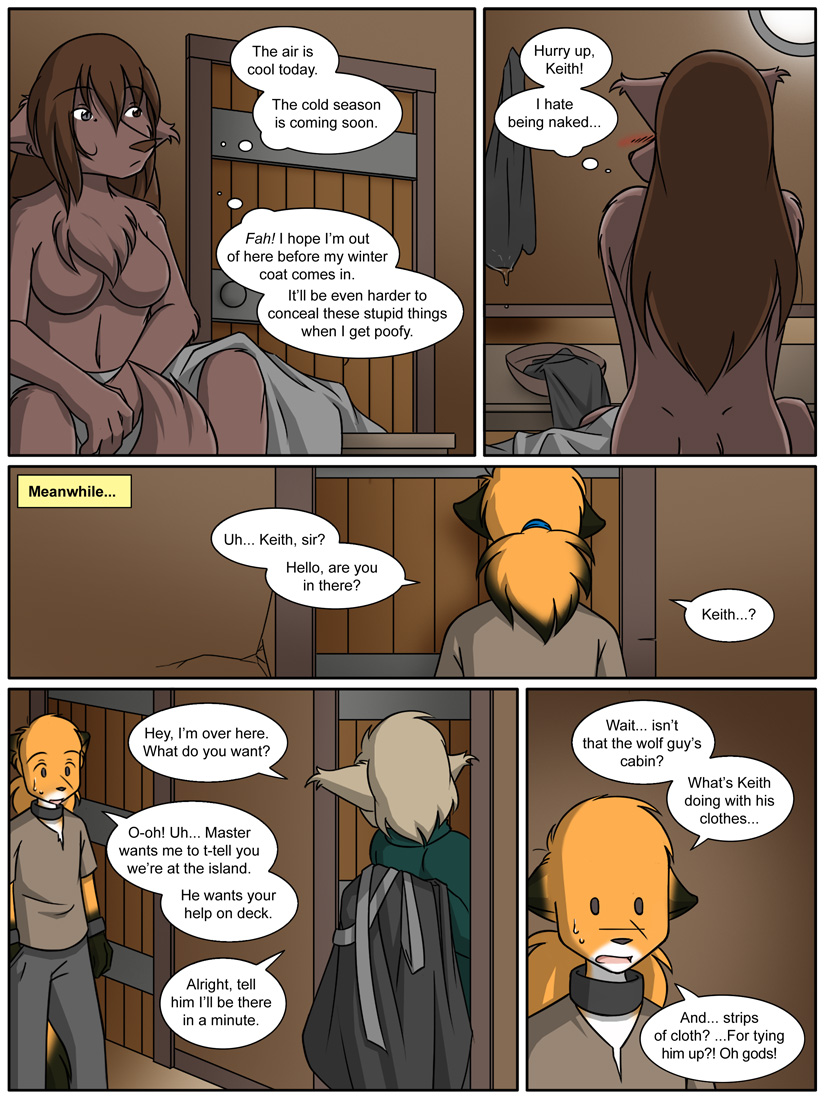 The air is
cool today.
The cold season
is coming soon.
Fah! I hope I'm out
of here before my winter
coat comes in.
It'll be even harder to
conceal these stupid things
when I get poofy.
Hurry up,
Keith!
I hate
being naked...
Meanwhile...
Uh... Keith, sir?
Hello, are you
in there?
Keith...?
Hey, I'm over here.
What do you want?
O-oh! Uh... Master
wants me to t-tell you
we're at the island.
He wants your
help on deck.
Alright, tell
him I'll be there
in a minute.
Wait... isn't
that the wolf guy's
cabin?
What's Keith
doing with his
clothes...
And... strips
of cloth? ...For tying
him up?! Oh gods!